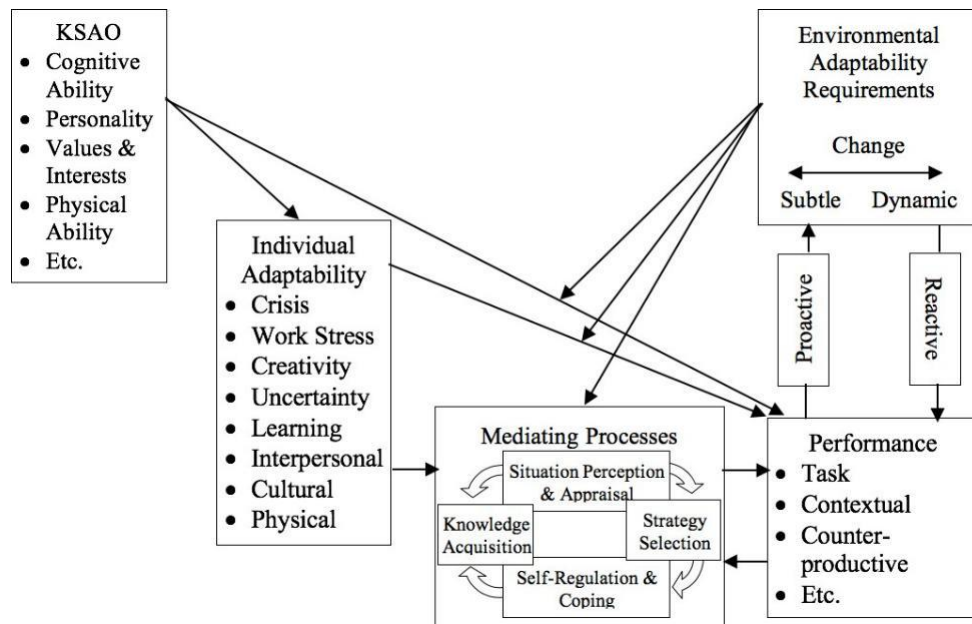 KSAO
• Cognitive
Ability
• Personality
• Values &
Interests
• Physical
Ability
• Etc.
Individual
Adaptability
• Crisis
• Work Stress
• Creativity
• Uncertainty
• Learning
• Interpersonal
• Cultural
• Physical
Mediating Processes
Situation Perception
& Appraisal
Knowledge
Acquisition
Strategy
Selection
Self-Regulation &
Coping
Environmental
Adaptability
Requirements
Change
Subtle Dynamic
Proactive
Reactive
Performance
• Task
• Contextual
• Counter-
productive
• Etc.